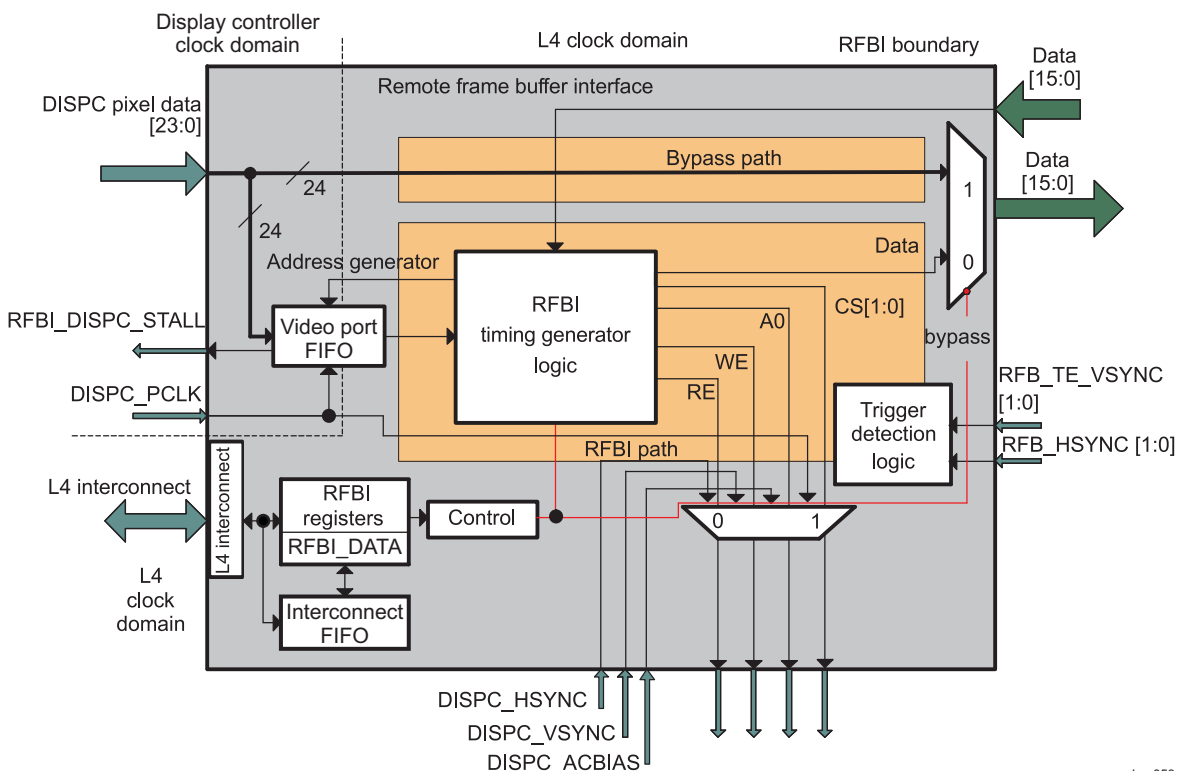 Display controller
clock domain
L4 clock domain
RFBI boundary
Data
[15:0]
Remote frame buffer interface
DISPC pixel data
[23:0]
Bypass path
24
1
Data
[15:0]
24
Data
0
Address generator
RFBI
timing generator
logic
CS[1:0]
RFBI_DISPC_STALL
Video port
FIFO
A0
bypass
WE
RFB_TE_VSYNC
[1:0]
DISPC_PCLK
RE
Trigger
detection
logic
RFB_HSYNC [1:0]
RFBI path
L4 interconnect
L4 interconnect
RFBI
registers
RFBI_DATA
Control
0
1
L4
clock
domain
Interconnect
FIFO
DISPC_HSYNC
DISPC_VSYNC
DISPC_ACBIAS